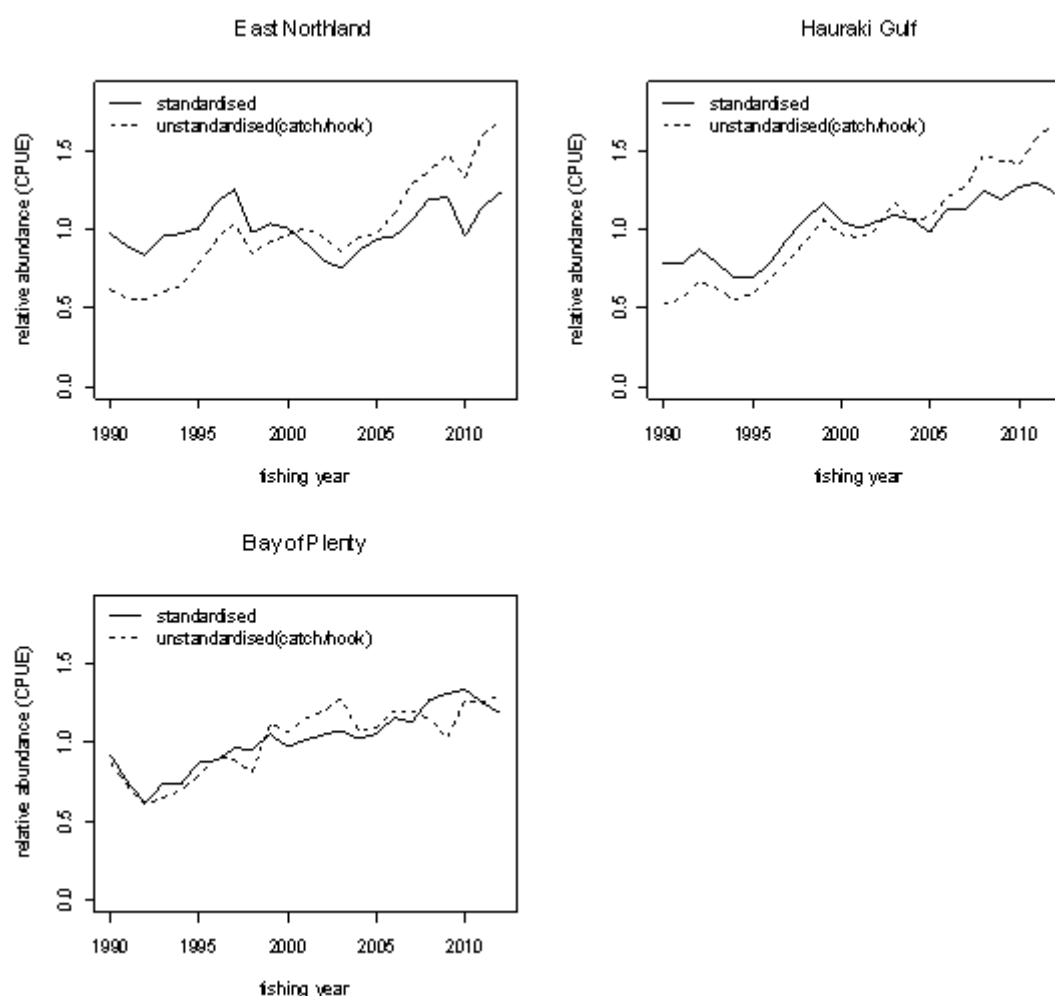 East Northland
standardised
unstandardised(catch/hook)
relative abundance (CPUE)
0.0 0.5 1.0 1.5
1990 1995 2000 2005 2010
fishing year
Hauraki Gulf
standardised
unstandardised(catch/hook)
relative abundance (CPUE)
0.0 0.5 1.0 1.5
1990 1995 2000 2005 2010
fishing year
Bay of Plenty
standardised
unstandardised(catch/hook)
relative abundance (CPUE)
0.0 0.5 1.0 1.5
1990 1995 2000 2005 2010
fishing year